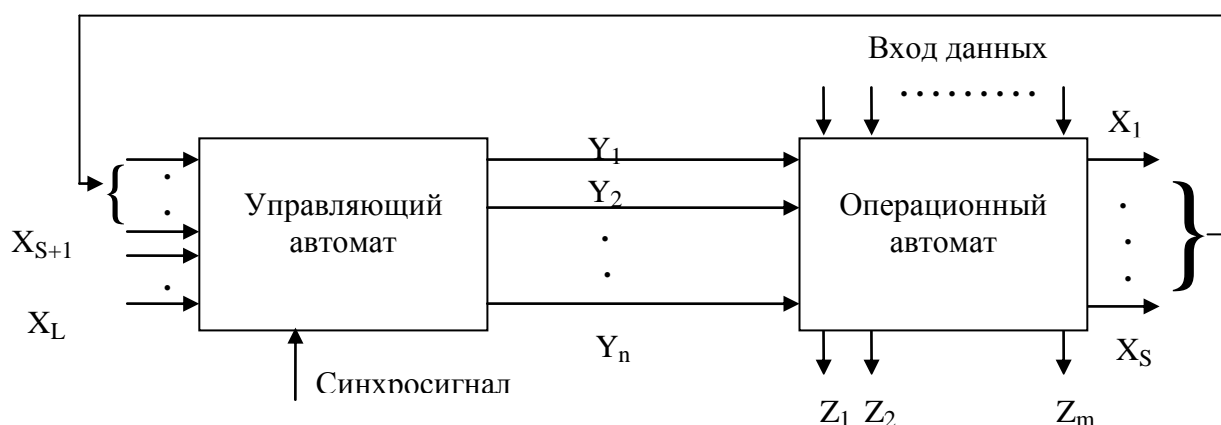 Вход данных
X1
Y1
Y2
Управляющий
автомат
Операционный
автомат
XS+1
XL
Yn
XS
Синхросигнал
Z1 Z2 Zm